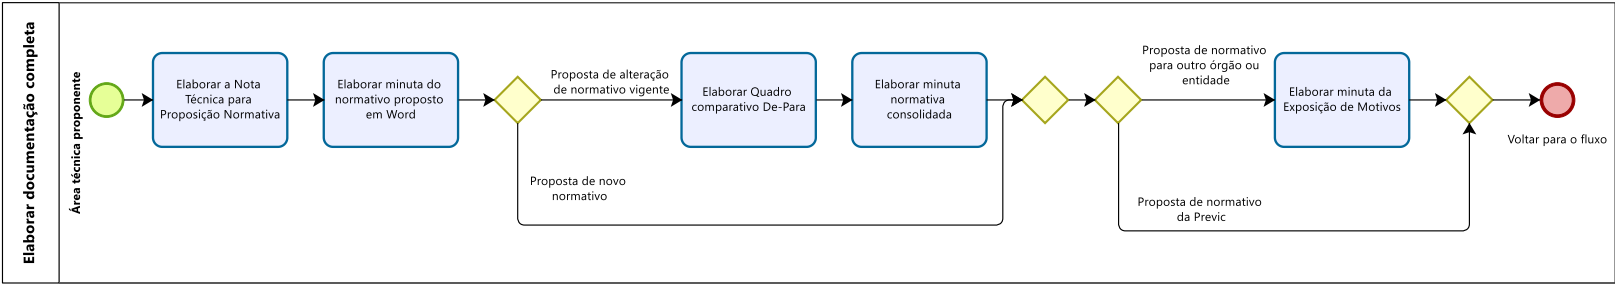 Elaborar documentação completa
Área técnica proponente
Elaborar a Nota
Técnica para
Proposição Normativa
Elaborar minuta do
normativo proposto
em Word
Proposta de alteração
de normativo vigente
Proposta de novo
normativo
Elaborar Quadro
comparativo De-Para
Elaborar minuta
normativa
consolidada
Proposta de normativo
para outro órgão ou
entidade
Proposta de normativo
da Previc
Elaborar minuta da
Exposição de Motivos
Voltar para o fluxo